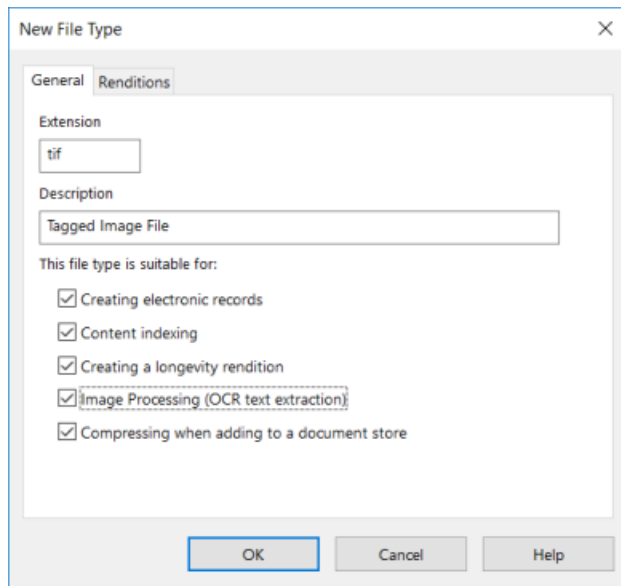 New File Type
General Renditions
Extension
tif
Description
Tagged Image File
This file type is suitable for:
Creating electronic records
Content indexing
Creating a longevity rendition
Image Processing (OCR text extraction)
Compressing when adding to a document store
OK Cancel Help